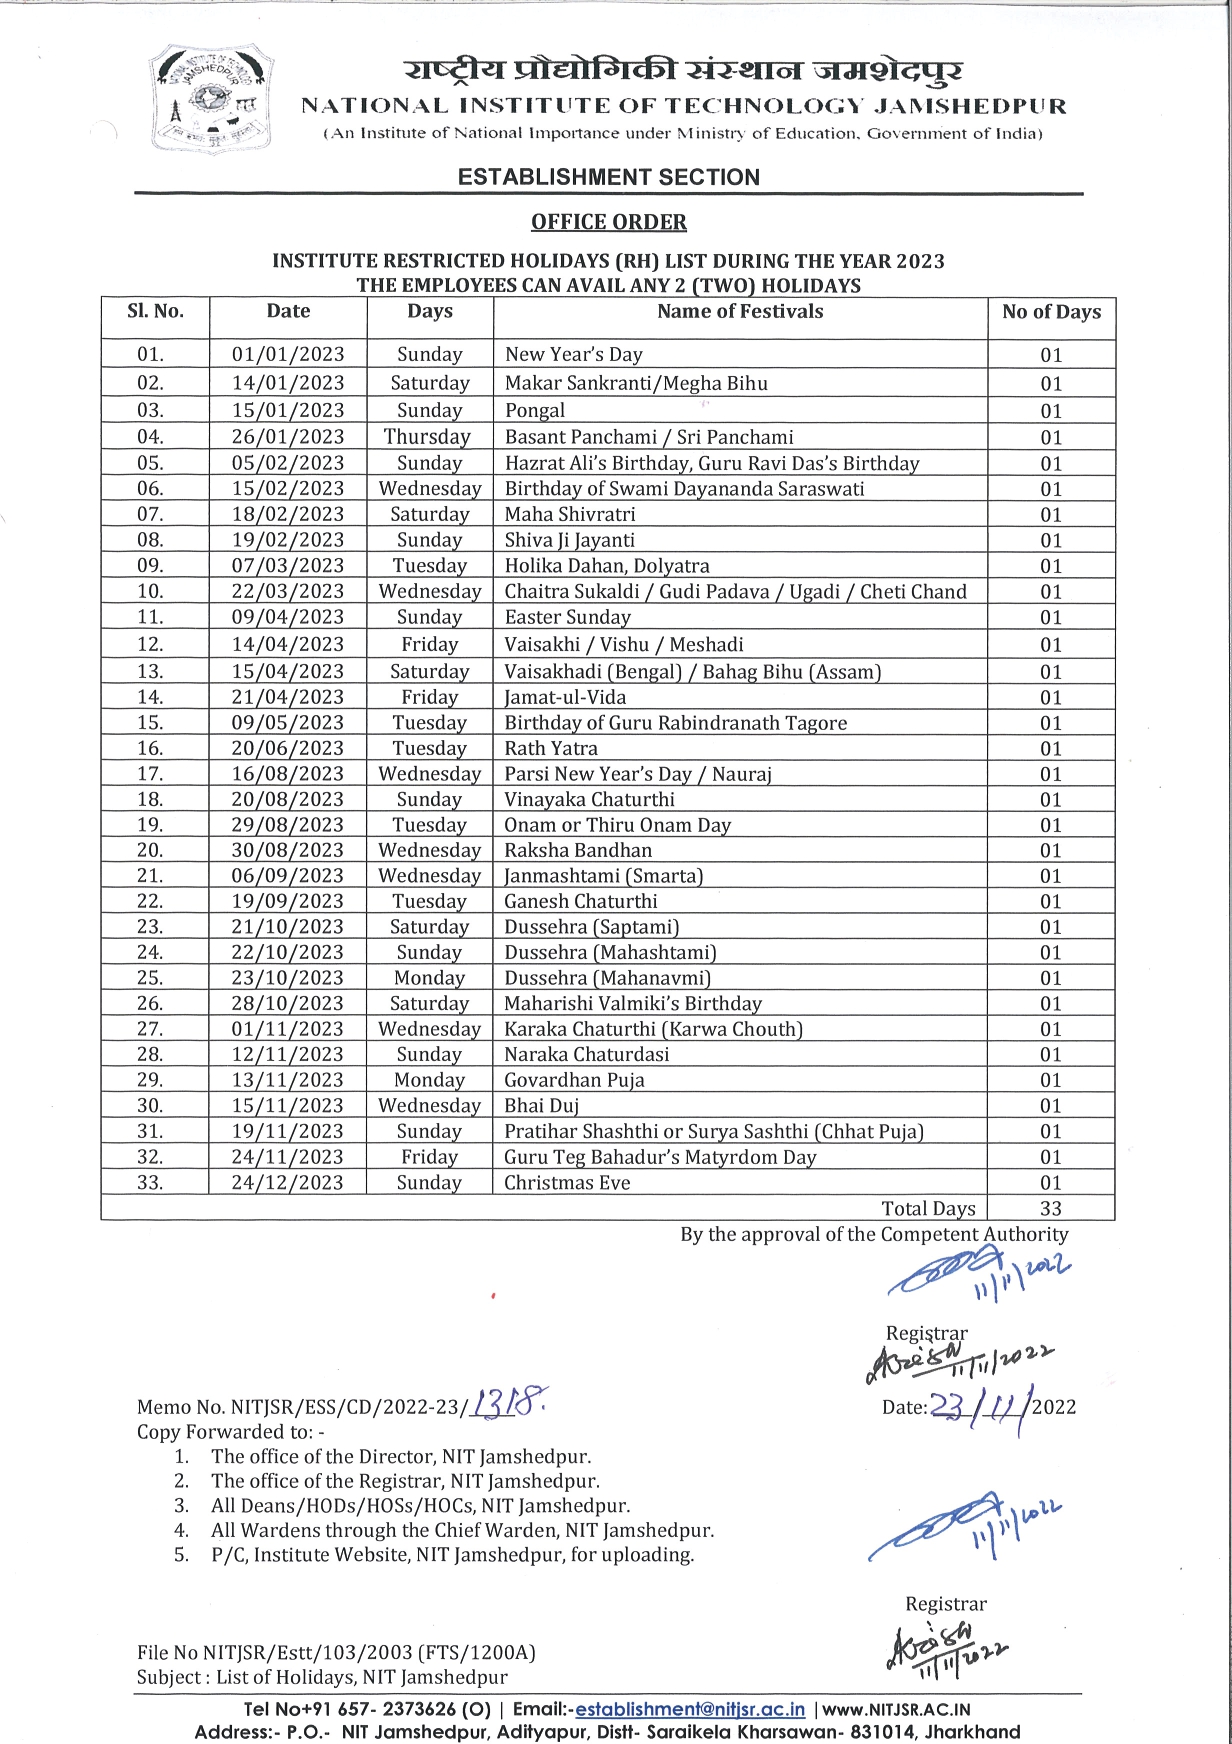 राष्ट्रीय प्रौद्योगिकी संस्थान जमशेदपुर
NATIONAL INSTITUTE OF TECHNOLOGY JAMSHEDPUR
(An Institute of National Importance under Ministry of Education, Government of India)
ESTABLISHMENT SECTION
OFFICE ORDER
INSTITUTE RESTRICTED HOLIDAYS (RH) LIST DURING THE YEAR 2023
THE EMPLOYEES CAN AVAIL ANY 2 (TWO) HOLIDAYS
Sl. No. Date Days Name of Festivals No of Days
01. 01/01/2023 Sunday New Year's Day 01
02. 14/01/2023 Saturday Makar Sankranti/Megha Bihu 01
03. 15/01/2023 Sunday Pongal 01
04. 26/01/2023 Thursday Basant Panchami / Sri Panchami 01
05. 05/02/2023 Sunday Hazrat Ali's Birthday, Guru Ravi Das's Birthday 01
06. 15/02/2023 Wednesday Birthday of Swami Dayananda Saraswati 01
07. 18/02/2023 Saturday Maha Shivratri 01
08. 19/02/2023 Sunday Shiva Ji Jayanti 01
09. 07/03/2023 Tuesday Holika Dahan, Dolyatra 01
10. 22/03/2023 Wednesday Chaitra Sukaldi / Gudi Padava / Ugadi / Cheti Chand 01
11. 09/04/2023 Sunday Easter Sunday 01
12. 14/04/2023 Friday Vaisakhi / Vishu / Meshadi 01
13. 15/04/2023 Saturday Vaisakhadi (Bengal) / Bahag Bihu (Assam) 01
14. 21/04/2023 Friday Jamat-ul-Vida 01
15. 09/05/2023 Tuesday Birthday of Guru Rabindranath Tagore 01
16. 20/06/2023 Tuesday Rath Yatra 01
17. 16/08/2023 Wednesday Parsi New Year's Day / Nauraj 01
18. 20/08/2023 Sunday Vinayaka Chaturthi 01
19. 29/08/2023 Tuesday Onam or Thiru Onam Day 01
20. 30/08/2023 Wednesday Raksha Bandhan 01
21. 06/09/2023 Wednesday Janmashtami (Smarta) 01
22. 19/09/2023 Tuesday Ganesh Chaturthi 01
23. 21/10/2023 Saturday Dussehra (Saptami) 01
24. 22/10/2023 Sunday Dussehra (Mahashtami) 01
25. 23/10/2023 Monday Dussehra (Mahanavmi) 01
26. 28/10/2023 Saturday Maharishi Valmiki's Birthday 01
27. 01/11/2023 Wednesday Karaka Chaturthi (Karwa Chouth) 01
28. 12/11/2023 Sunday Naraka Chaturdasi 01
29. 13/11/2023 Monday Govardhan Puja 01
30. 15/11/2023 Wednesday Bhai Duj 01
31. 19/11/2023 Sunday Pratihar Shashthi or Surya Sashthi (Chhat Puja) 01
32. 24/11/2023 Friday Guru Teg Bahadur's Matyrdom Day 01
33. 24/12/2023 Sunday Christmas Eve 01
Total Days 33
By the approval of the Competent Authority
11/11/2022
Registrar
11/11/2022
Memo No. NITJSR/ESS/CD/2022-23/1318. Date:23/11/2022
Copy Forwarded to: -
1. The office of the Director, NIT Jamshedpur.
2. The office of the Registrar, NIT Jamshedpur.
3. All Deans/HODs/HOSs/HOCs, NIT Jamshedpur.
4. All Wardens through the Chief Warden, NIT Jamshedpur.
5. P/C, Institute Website, NIT Jamshedpur, for uploading.
11/11/2022
Registrar
11/11/2022
File No NITJSR/Estt/103/2003 (FTS/1200A)
Subject : List of Holidays, NIT Jamshedpur
Tel No+91 657- 2373626 (O) | Email:-establishment@nitjsr.ac.in |www.NITJSR.AC.IN
Address:- P.O.- NIT Jamshedpur, Adityapur, Distt- Saraikela Kharsawan- 831014, Jharkhand